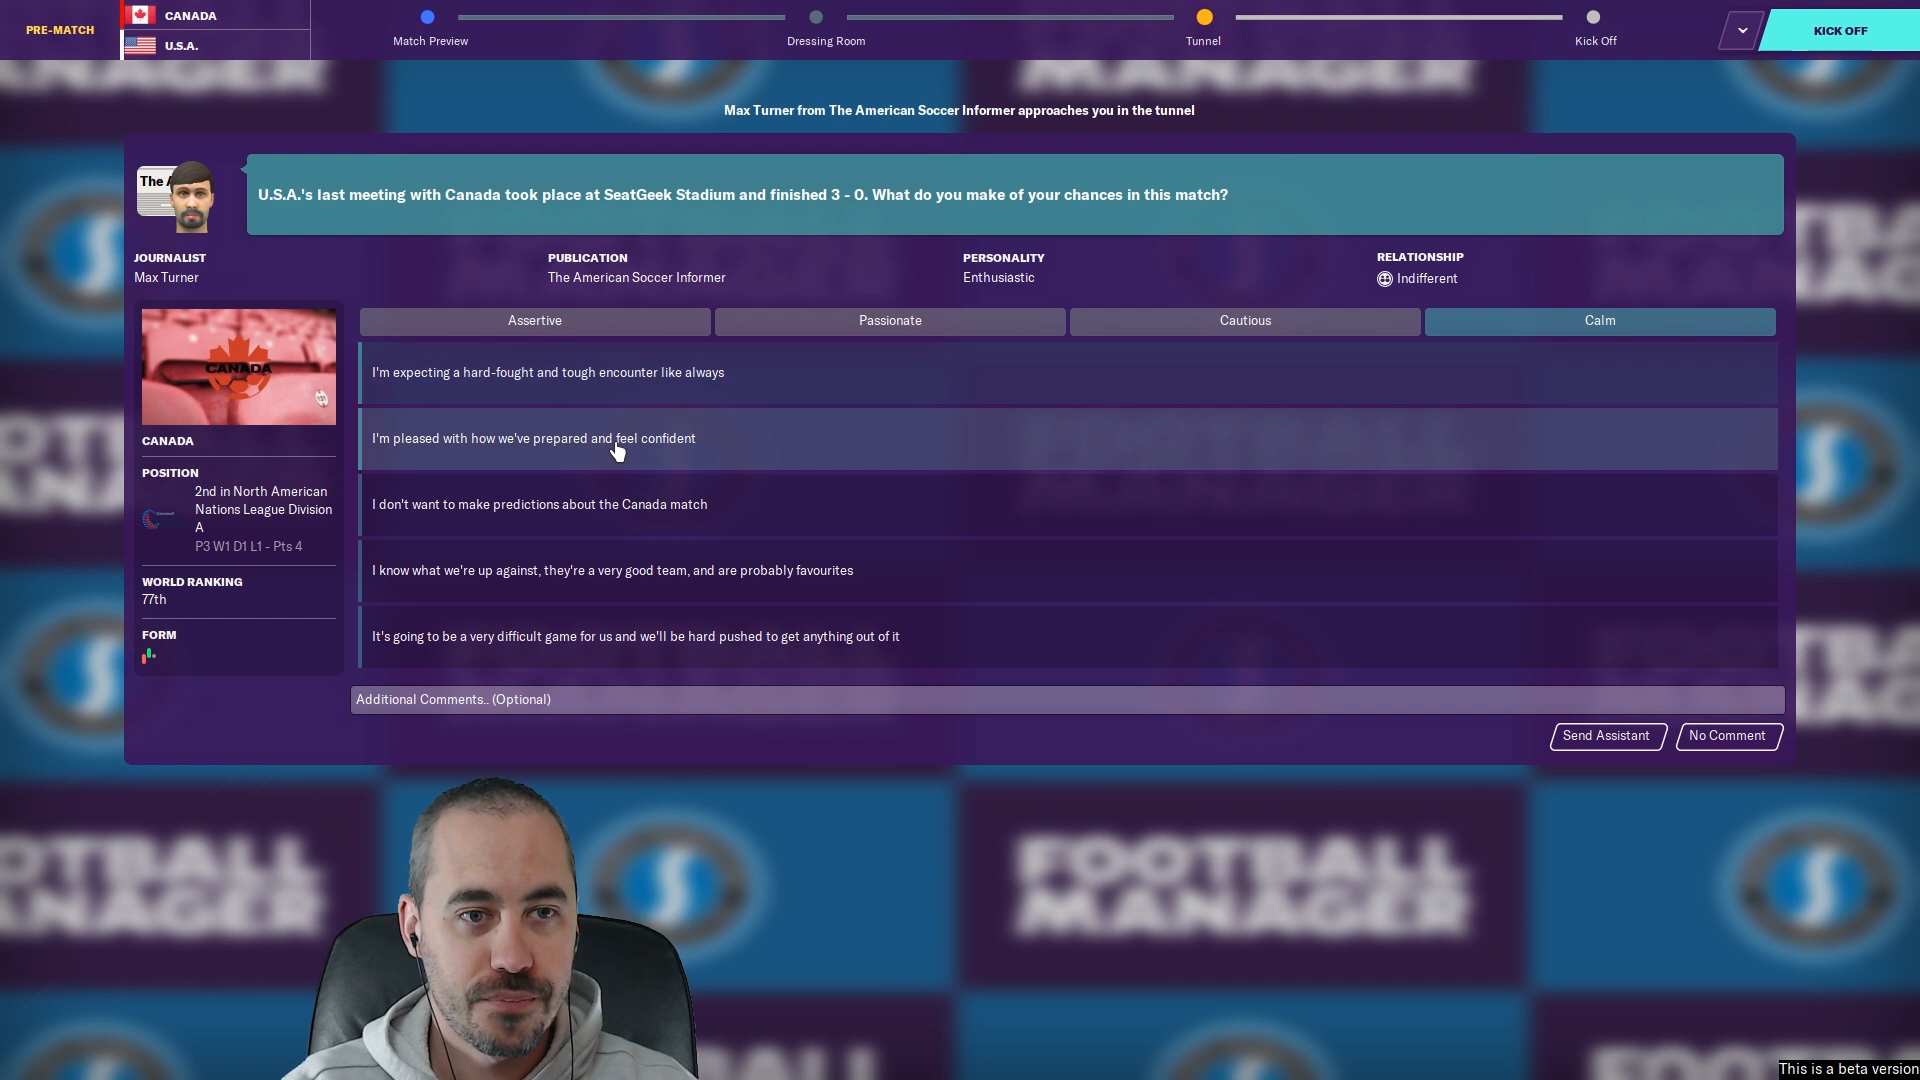 PRE-MATCH
CANADA
U.S.A.
Match Preview
Dressing Room
Tunnel
Kick Off
KICK OFF
Max Turner from The American Soccer Informer approaches you in the tunnel
The A
U.S.A.'s last meeting with Canada took place at SeatGeek Stadium and finished 3 - 0. What do you make of your chances in this match?
JOURNALIST
Max Turner
PUBLICATION
The American Soccer Informer
PERSONALITY
Enthusiastic
RELATIONSHIP
Indifferent
Assertive
Passionate
Cautious
Calm
CANADA
CANADA
POSITION
2nd in North American
Nations League Division
A
P3 W1 D1 L1 - Pts 4
WORLD RANKING
77th
FORM
I'm expecting a hard-fought and tough encounter like always
I'm pleased with how we've prepared and feel confident
I don't want to make predictions about the Canada match
I know what we're up against, they're a very good team, and are probably favourites
It's going to be a very difficult game for us and we'll be hard pushed to get anything out of it
Additional Comments.. (Optional)
Send Assistant
No Comment
OTBALL
ANAGER
FOOTBALL
MANAGER
This is a beta version